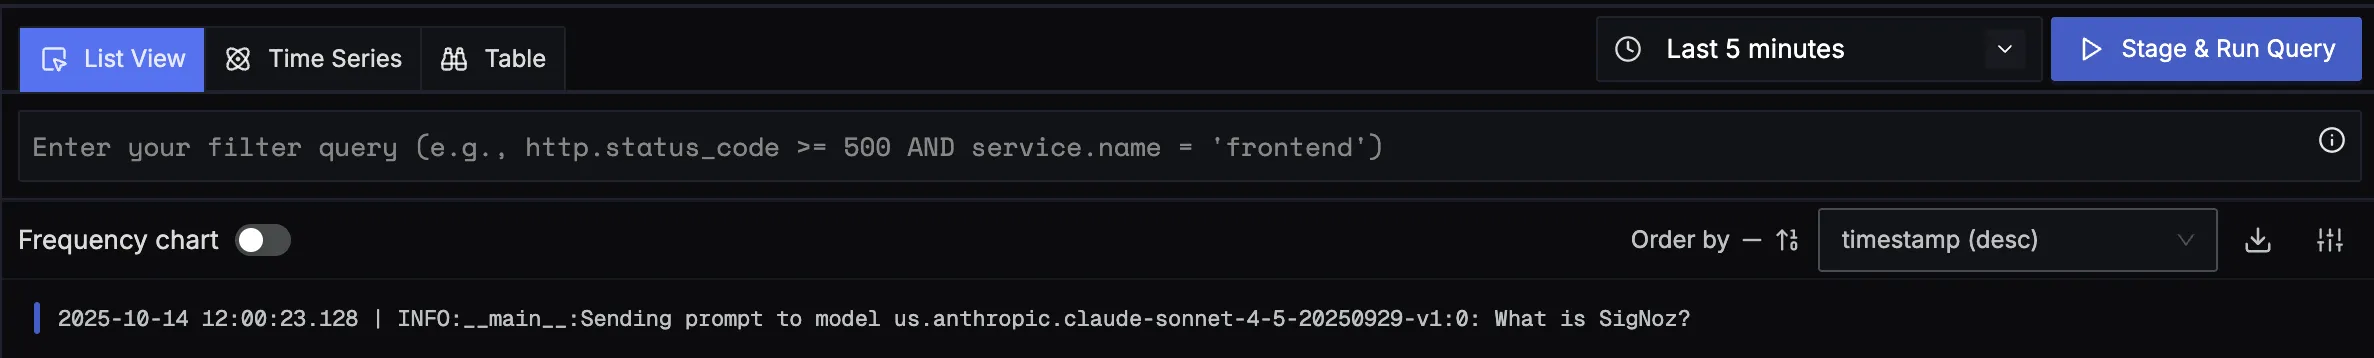 List View Time Series Table Last 5 minutes Stage & Run Query
Enter your filter query (e.g., http.status_code >= 500 AND service.name = 'frontend')
Frequency chart Order by — timestamp (desc)
2025-10-14 12:00:23.128 | INFO:__main__:Sending prompt to model us.anthropic.claude-sonnet-4-5-20250929-v1:0: What is SigNoz?